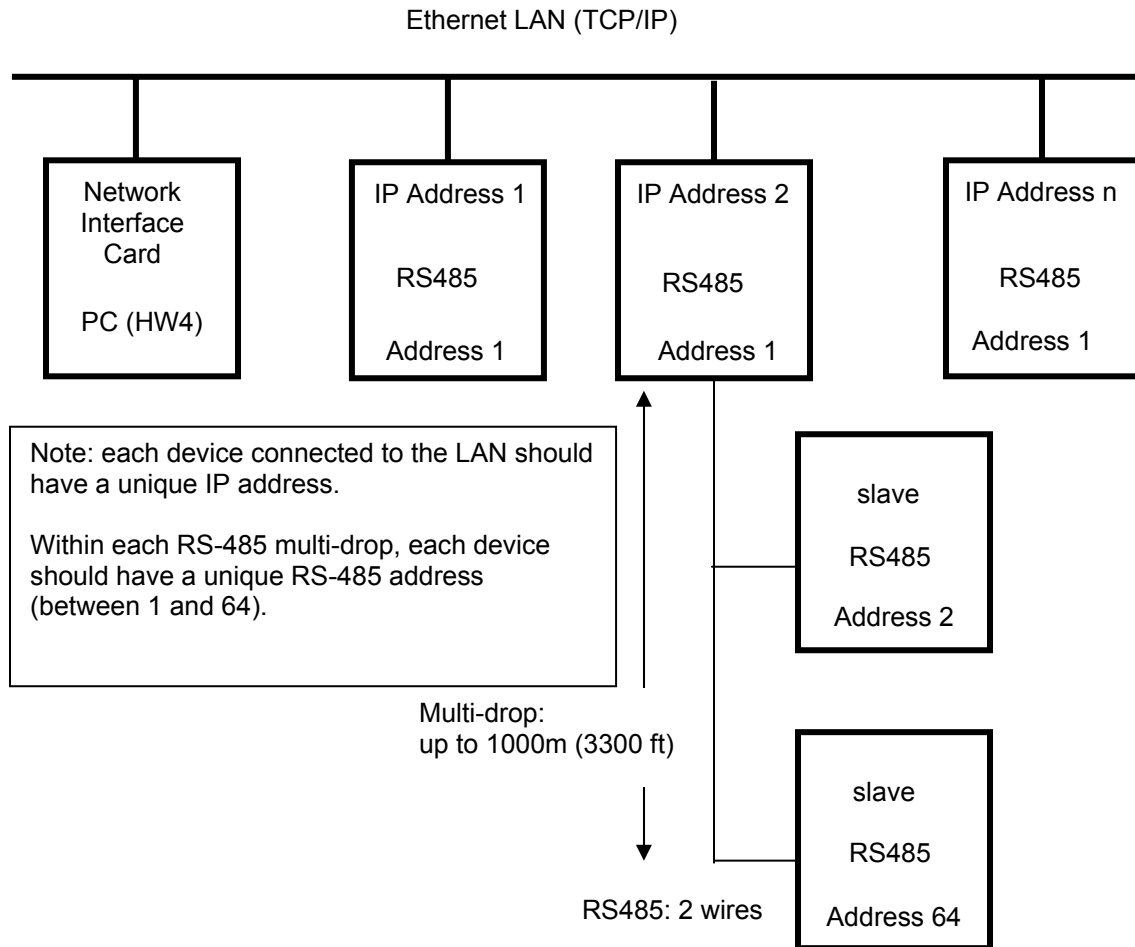 Ethernet LAN (TCP/IP)
Network
Interface
Card
PC (HW4)
IP Address 1
RS485
Address 1
IP Address 2
RS485
Address 1
IP Address n
RS485
Address 1
Note: each device connected to the LAN should
have a unique IP address.
Within each RS-485 multi-drop, each device
should have a unique RS-485 address
(between 1 and 64).
slave
RS485
Address 2
Multi-drop:
up to 1000m (3300 ft)
slave
RS485
Address 64
RS485: 2 wires